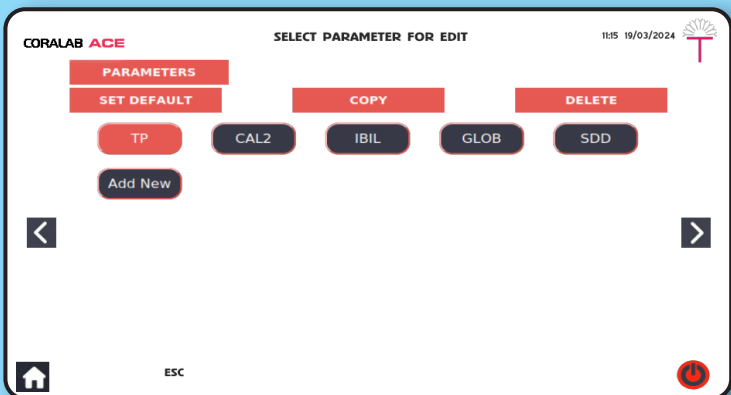 CORALAB ACE SELECT PARAMETER FOR EDIT 11:15 19/03/2024
PARAMETERS
SET DEFAULT COPY DELETE
TP CAL2 IBIL GLOB SDD
Add New
ESC